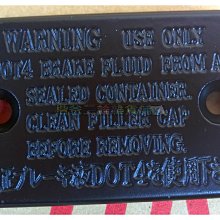 WARNING USE ONLY
DOT4 BRAKE FLUID FROM A
SEALED CONTAINER.
CLEAN FILLER CAP
BEFORE REMOVING.
ブレーキ液DOT4を使用